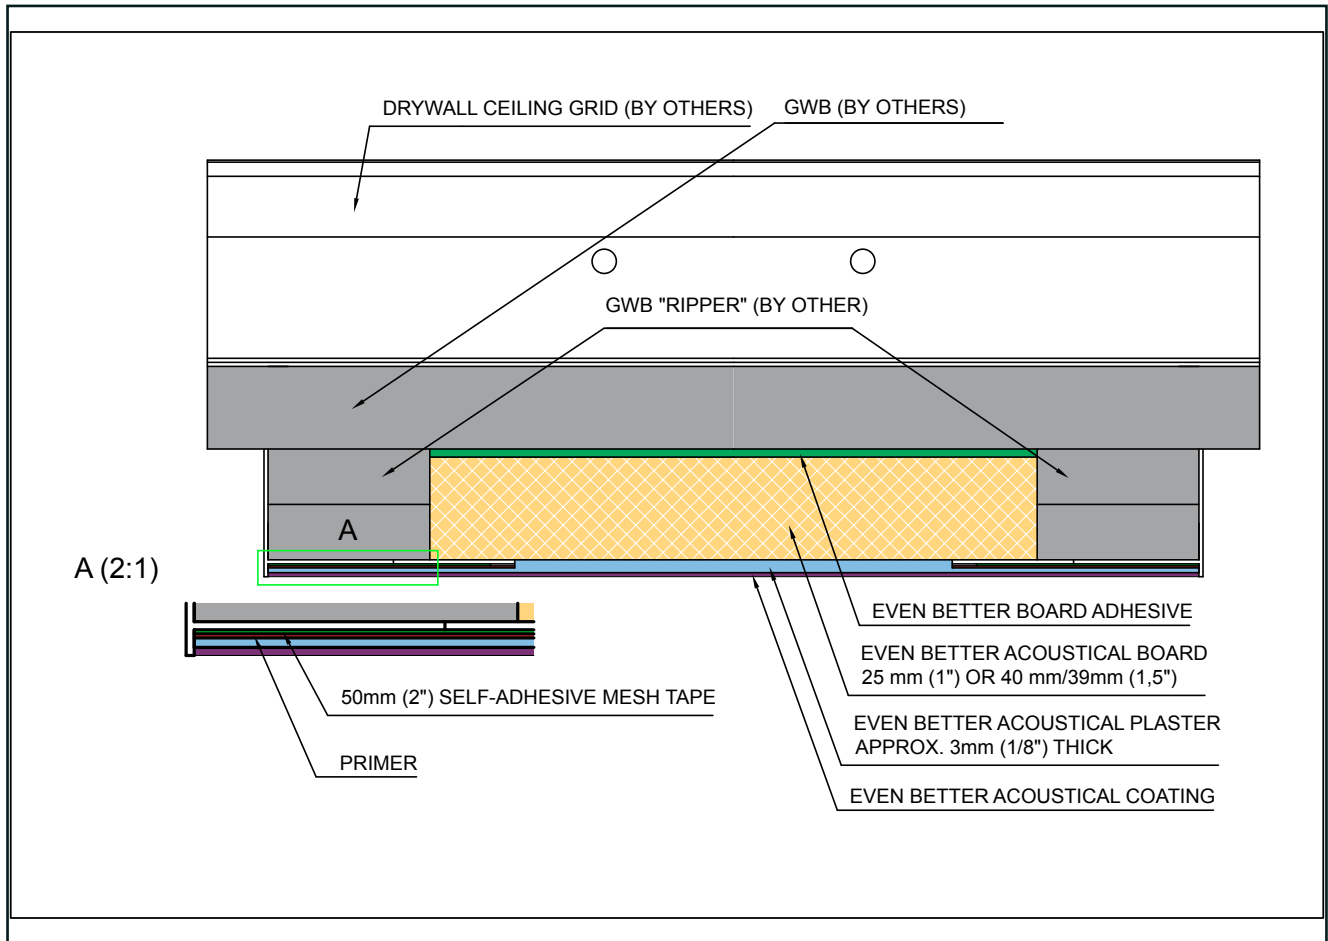 DRYWALL CEILING GRID (BY OTHERS)
GWB (BY OTHERS)
GWB "RIPPER" (BY OTHER)
A
A (2:1)
EVEN BETTER BOARD ADHESIVE
EVEN BETTER ACOUSTICAL BOARD
25 mm (1") OR 40 mm/39mm (1,5")
50mm (2") SELF-ADHESIVE MESH TAPE
EVEN BETTER ACOUSTICAL PLASTER
APPROX. 3mm (1/8") THICK
PRIMER
EVEN BETTER ACOUSTICAL COATING